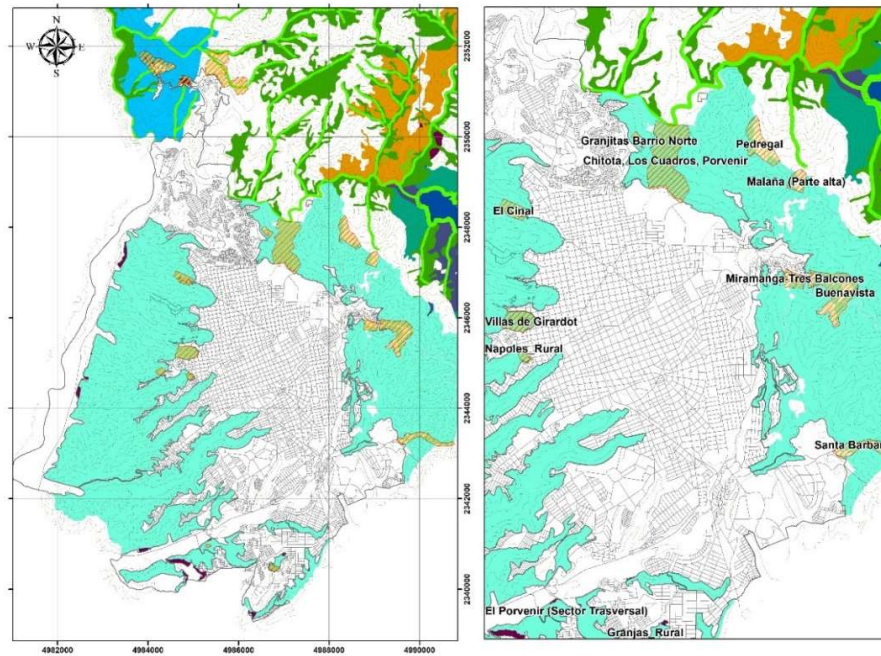 N
W
E
S
2352000
2350000
2348000
2346000
2344000
2342000
2340000
4982000
4984000
4986000
4988000
4990000
Granjitas Barrio Norte
Pedregal
Chitota, Los Cuadros, Porvenir
Malaña (Parte alta)
El Cinal
Miramanga-Tres Balcones
Buenavista
Villas de Girardot
Napoles_Rural
Santa Barbar
El Porvenir (Sector Trasversal)
Granjas_Rural